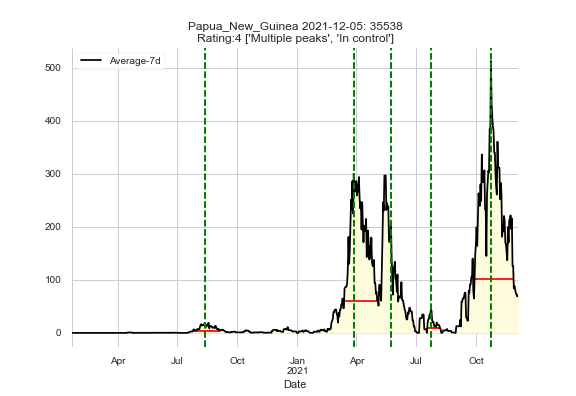 Papua_New_Guinea 2021-12-05: 35538
Rating:4 ['Multiple peaks', 'In control']
Average-7d
500
400
300
200
100
0
Apr Jul Oct Jan Apr Jul Oct
2021
Date